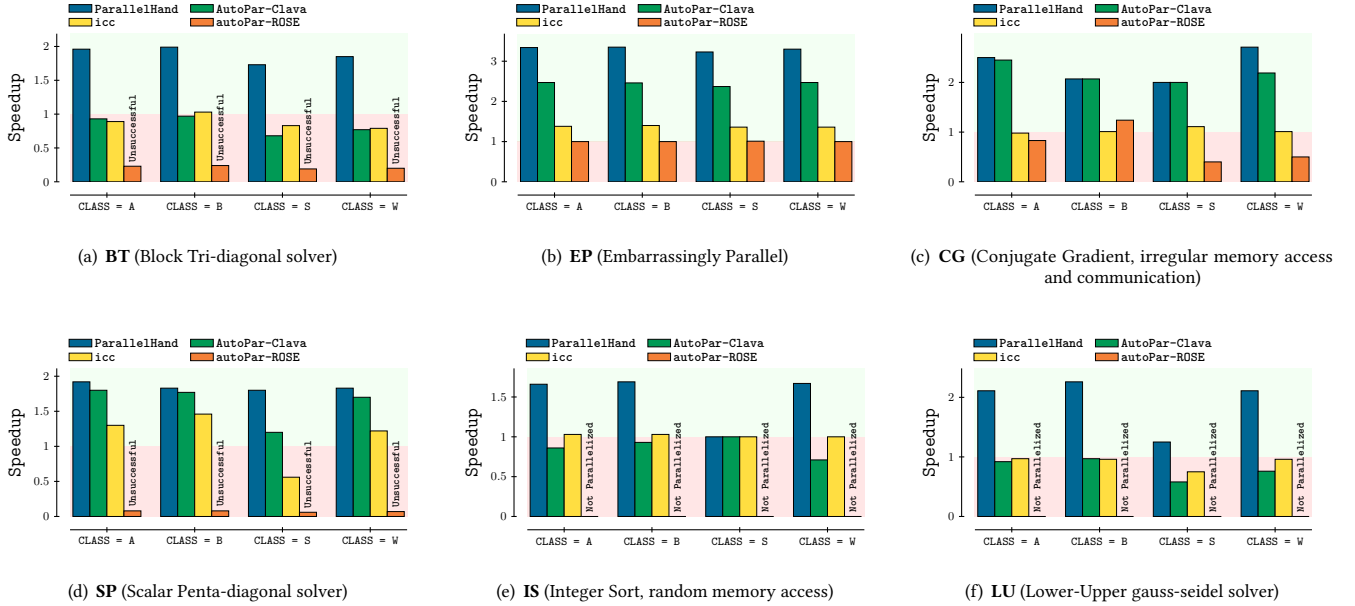 ParallelHand AutoPar-Clava
icc autoPar-ROSE
Speedup
2
1.5
1
0.5
0
Unsuccessful
Unsuccessful
Unsuccessful
Unsuccessful
CLASS = A CLASS = B CLASS = S CLASS = W
(a) BT (Block Tri-diagonal solver)
ParallelHand AutoPar-Clava
icc autoPar-ROSE
Speedup
3
2
1
0
CLASS = A CLASS = B CLASS = S CLASS = W
(b) EP (Embarrassingly Parallel)
ParallelHand AutoPar-Clava
icc autoPar-ROSE
Speedup
2
1
0
CLASS = A CLASS = B CLASS = S CLASS = W
(c) CG (Conjugate Gradient, irregular memory access
and communication)
ParallelHand AutoPar-Clava
icc autoPar-ROSE
Speedup
2
1.5
1
0.5
0
Unsuccessful
Unsuccessful
Unsuccessful
Unsuccessful
CLASS = A CLASS = B CLASS = S CLASS = W
(d) SP (Scalar Penta-diagonal solver)
ParallelHand AutoPar-Clava
icc autoPar-ROSE
Speedup
1.5
1
0.5
0
Not Parallelized
Not Parallelized
Not Parallelized
Not Parallelized
CLASS = A CLASS = B CLASS = S CLASS = W
(e) IS (Integer Sort, random memory access)
ParallelHand AutoPar-Clava
icc autoPar-ROSE
Speedup
2
1
0
Not Parallelized
Not Parallelized
Not Parallelized
Not Parallelized
CLASS = A CLASS = B CLASS = S CLASS = W
(f) LU (Lower-Upper gauss-seidel solver)